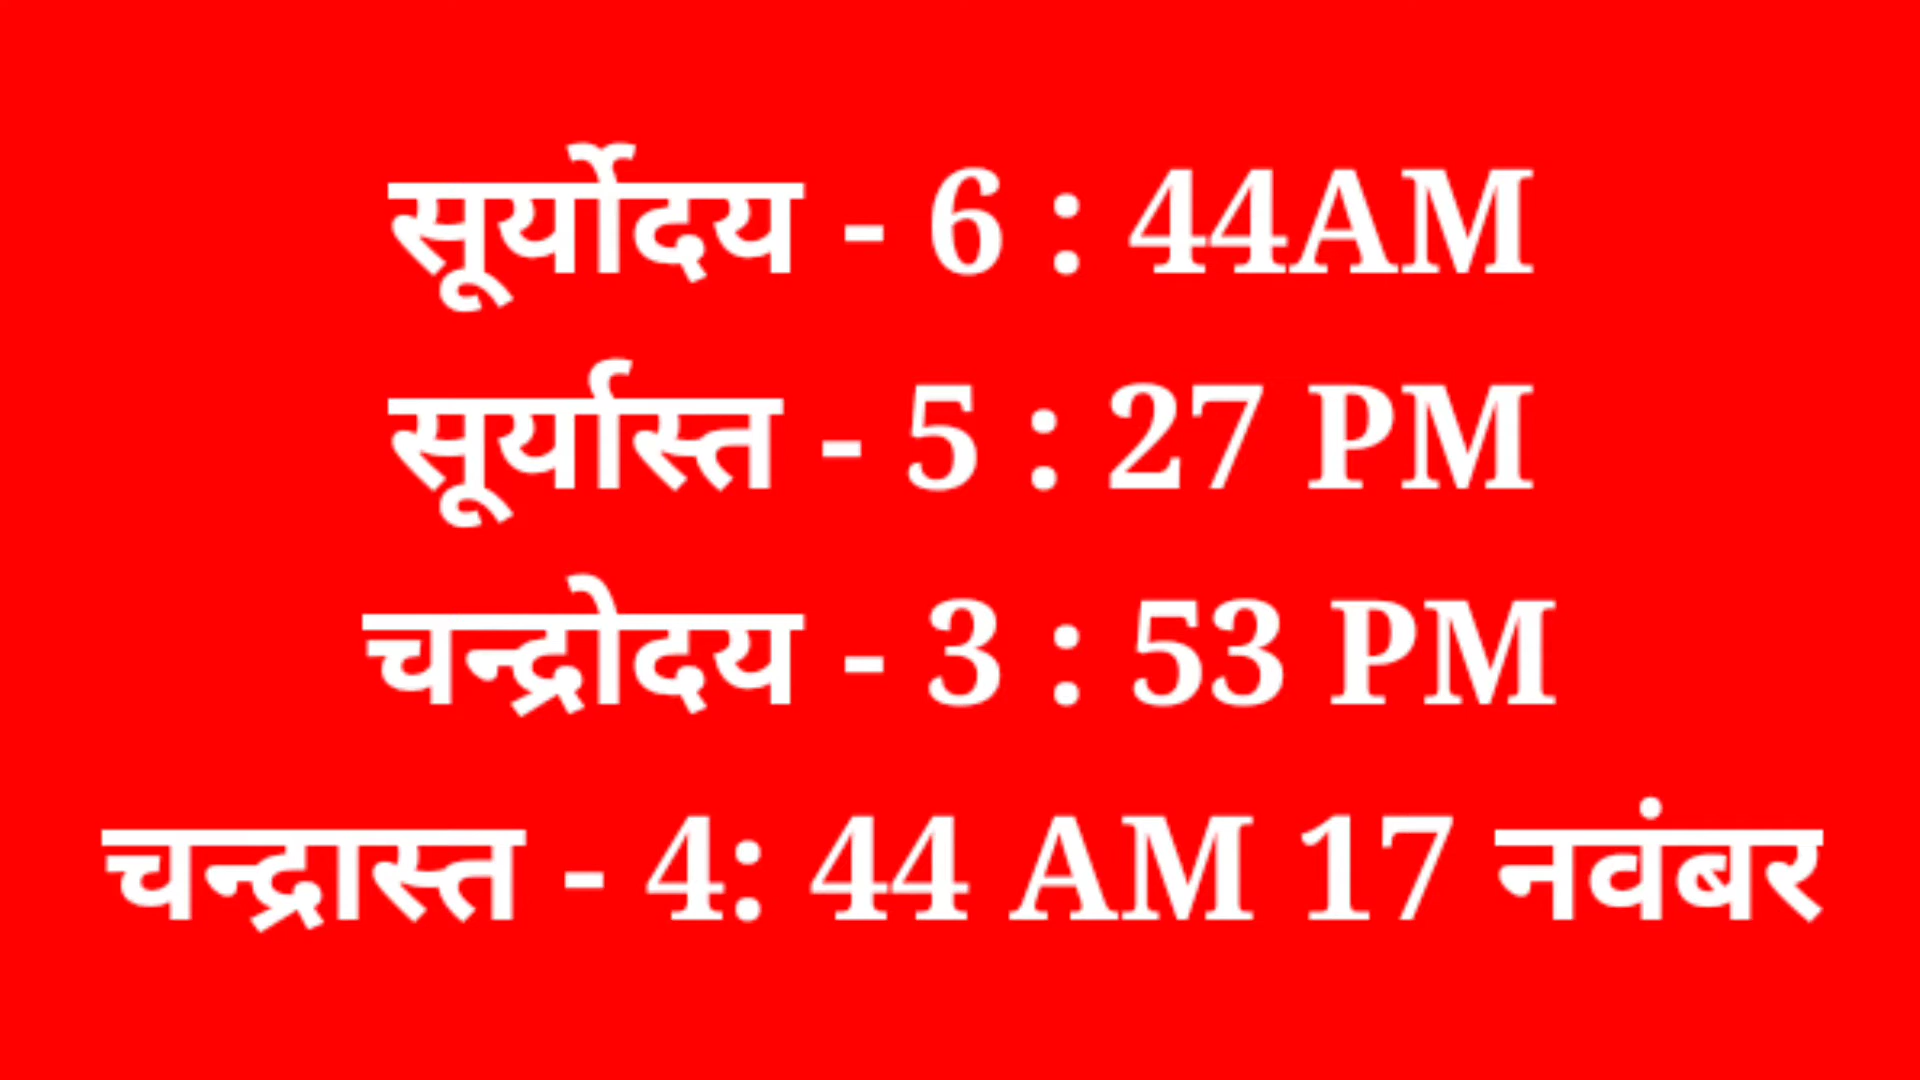 सूर्योदय - 6 : 44AM
सूर्यास्त - 5 : 27 PM
चन्द्रोदय - 3 : 53 PM
चन्द्रास्त - 4: 44 AM 17 नवंबर